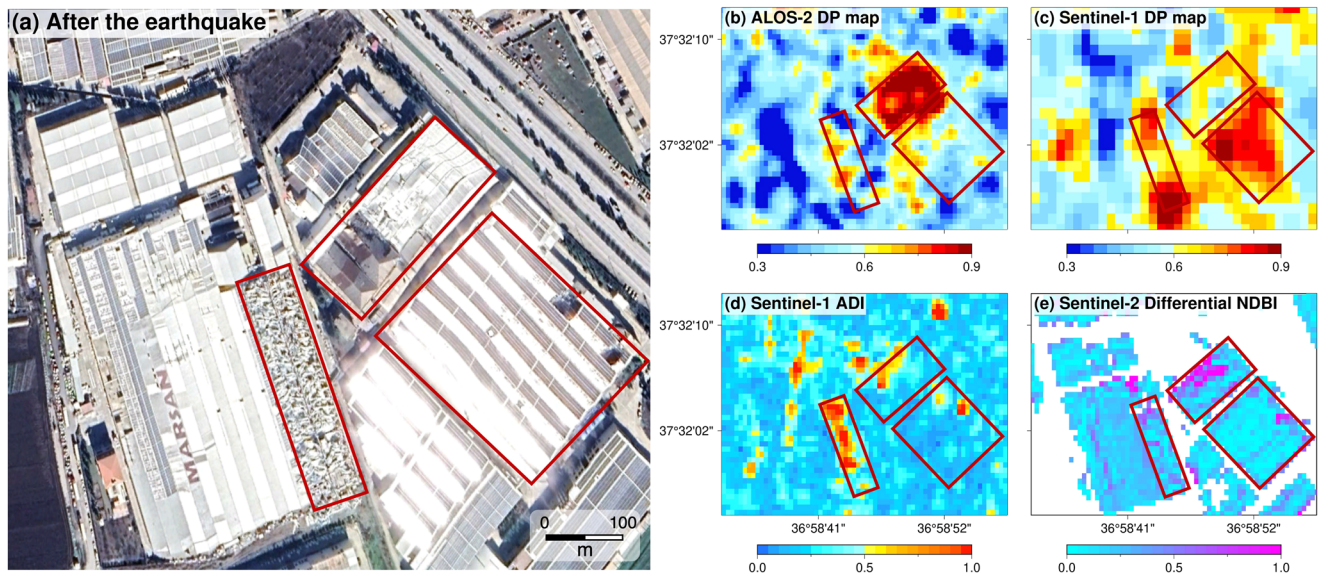 (a) After the earthquake
MARSAN
0 100
m
(b) ALOS-2 DP map
37°32'10"
37°32'02"
0.3 0.6 0.9
(c) Sentinel-1 DP map
0.3 0.6 0.9
(d) Sentinel-1 ADI
37°32'10"
37°32'02"
36°58'41" 36°58'52"
0.0 0.5 1.0
(e) Sentinel-2 Differential NDBI
36°58'41" 36°58'52"
0.0 0.5 1.0